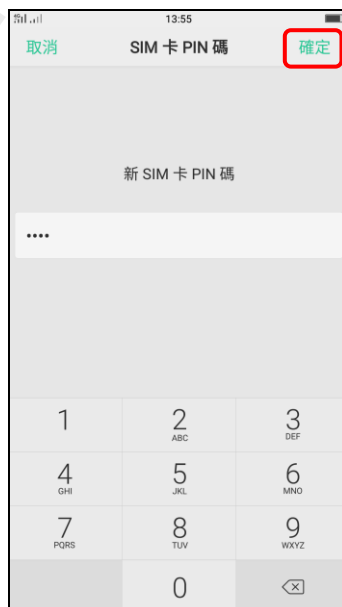 13:55
取消 SIM 卡 PIN 碼 確定
新 SIM 卡 PIN 碼
••••
1 2 3
ABC DEF
4 5 6
GHI JKL MNO
7 8 9
PQRS TUV WXYZ
0